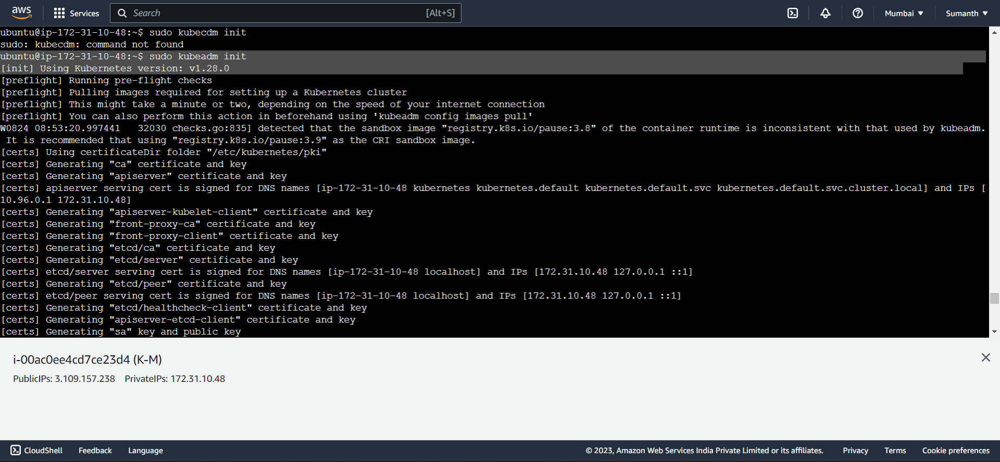 aws Services Search [Alt+S] Mumbai Sumanth
ubuntu@ip-172-31-10-48:~$ sudo kubecdm init
sudo: kubecdm: command not found
ubuntu@ip-172-31-10-48:~$ sudo kubeadm init
[init] Using Kubernetes version: v1.28.0
[preflight] Running pre-flight checks
[preflight] Pulling images required for setting up a Kubernetes cluster
[preflight] This might take a minute or two, depending on the speed of your internet connection
[preflight] You can also perform this action in beforehand using 'kubeadm config images pull'
W0824 08:53:20.997441   32030 checks.go:835] detected that the sandbox image "registry.k8s.io/pause:3.8" of the container runtime is inconsistent with that used by kubeadm.
 It is recommended that using "registry.k8s.io/pause:3.9" as the CRI sandbox image.
[certs] Using certificateDir folder "/etc/kubernetes/pki"
[certs] Generating "ca" certificate and key
[certs] Generating "apiserver" certificate and key
[certs] apiserver serving cert is signed for DNS names [ip-172-31-10-48 kubernetes kubernetes.default kubernetes.default.svc kubernetes.default.svc.cluster.local] and IPs [
10.96.0.1 172.31.10.48]
[certs] Generating "apiserver-kubelet-client" certificate and key
[certs] Generating "front-proxy-ca" certificate and key
[certs] Generating "front-proxy-client" certificate and key
[certs] Generating "etcd/ca" certificate and key
[certs] Generating "etcd/server" certificate and key
[certs] etcd/server serving cert is signed for DNS names [ip-172-31-10-48 localhost] and IPs [172.31.10.48 127.0.0.1 ::1]
[certs] Generating "etcd/peer" certificate and key
[certs] etcd/peer serving cert is signed for DNS names [ip-172-31-10-48 localhost] and IPs [172.31.10.48 127.0.0.1 ::1]
[certs] Generating "etcd/healthcheck-client" certificate and key
[certs] Generating "apiserver-etcd-client" certificate and key
[certs] Generating "sa" key and public key
i-00ac0ee4cd7ce23d4 (K-M)
PublicIPs: 3.109.157.238 PrivateIPs: 172.31.10.48
CloudShell Feedback Language © 2023, Amazon Web Services India Private Limited or its affiliates. Privacy Terms Cookie preferences